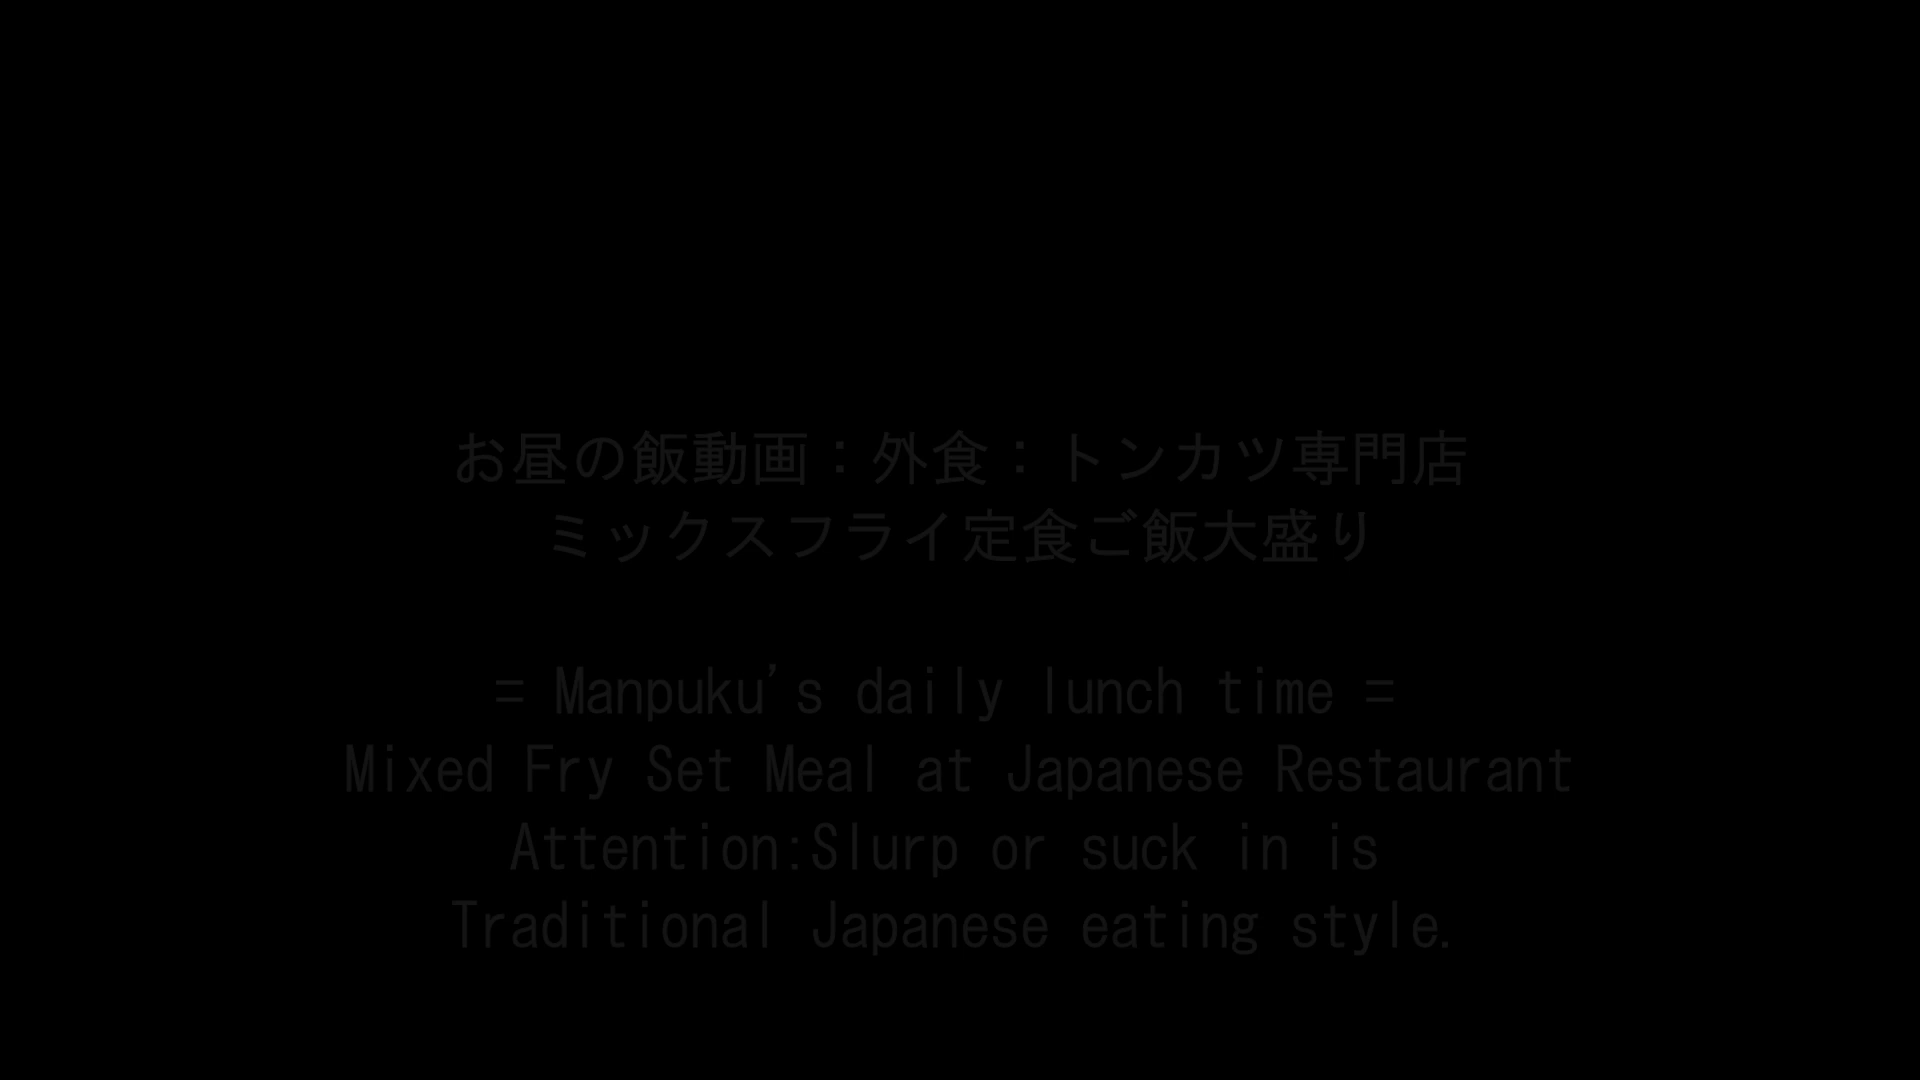 お昼の飯動画：外食：トンカツ専門店
ミックスフライ定食ご飯大盛り
= Manpuku's daily lunch time =
Mixed Fry Set Meal at Japanese Restaurant
Attention:Slurp or suck in is
Traditional Japanese eating style.